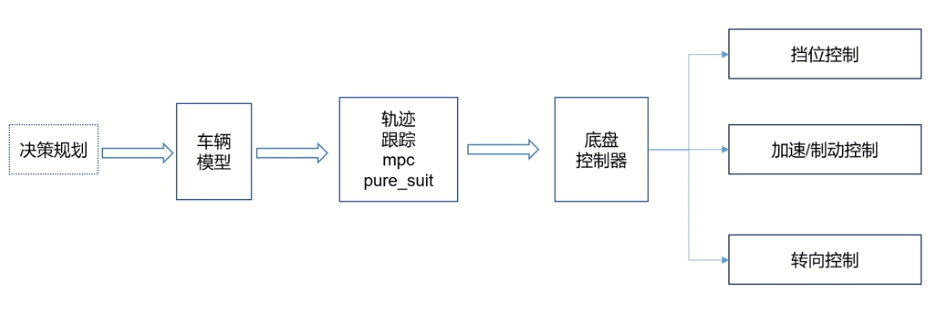 决策规划
车辆
模型
轨迹
跟踪
mpc
pure_suit
底盘
控制器
挡位控制
加速/制动控制
转向控制